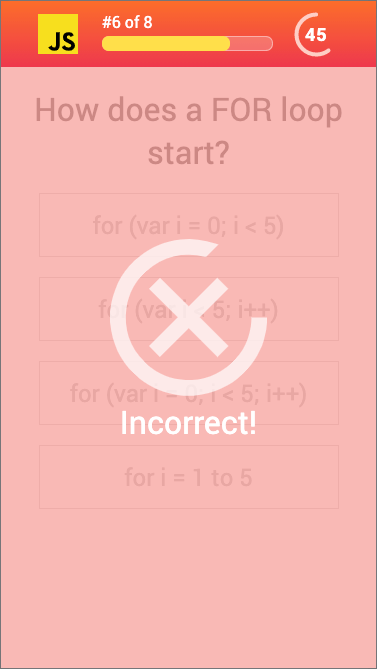 JS
#6 of 8
45
How does a FOR loop
start?
for (var i = 0; i < 5)
for (var i < 5; i++)
for (var i = 0; i < 5; i++)
Incorrect!
for i = 1 to 5